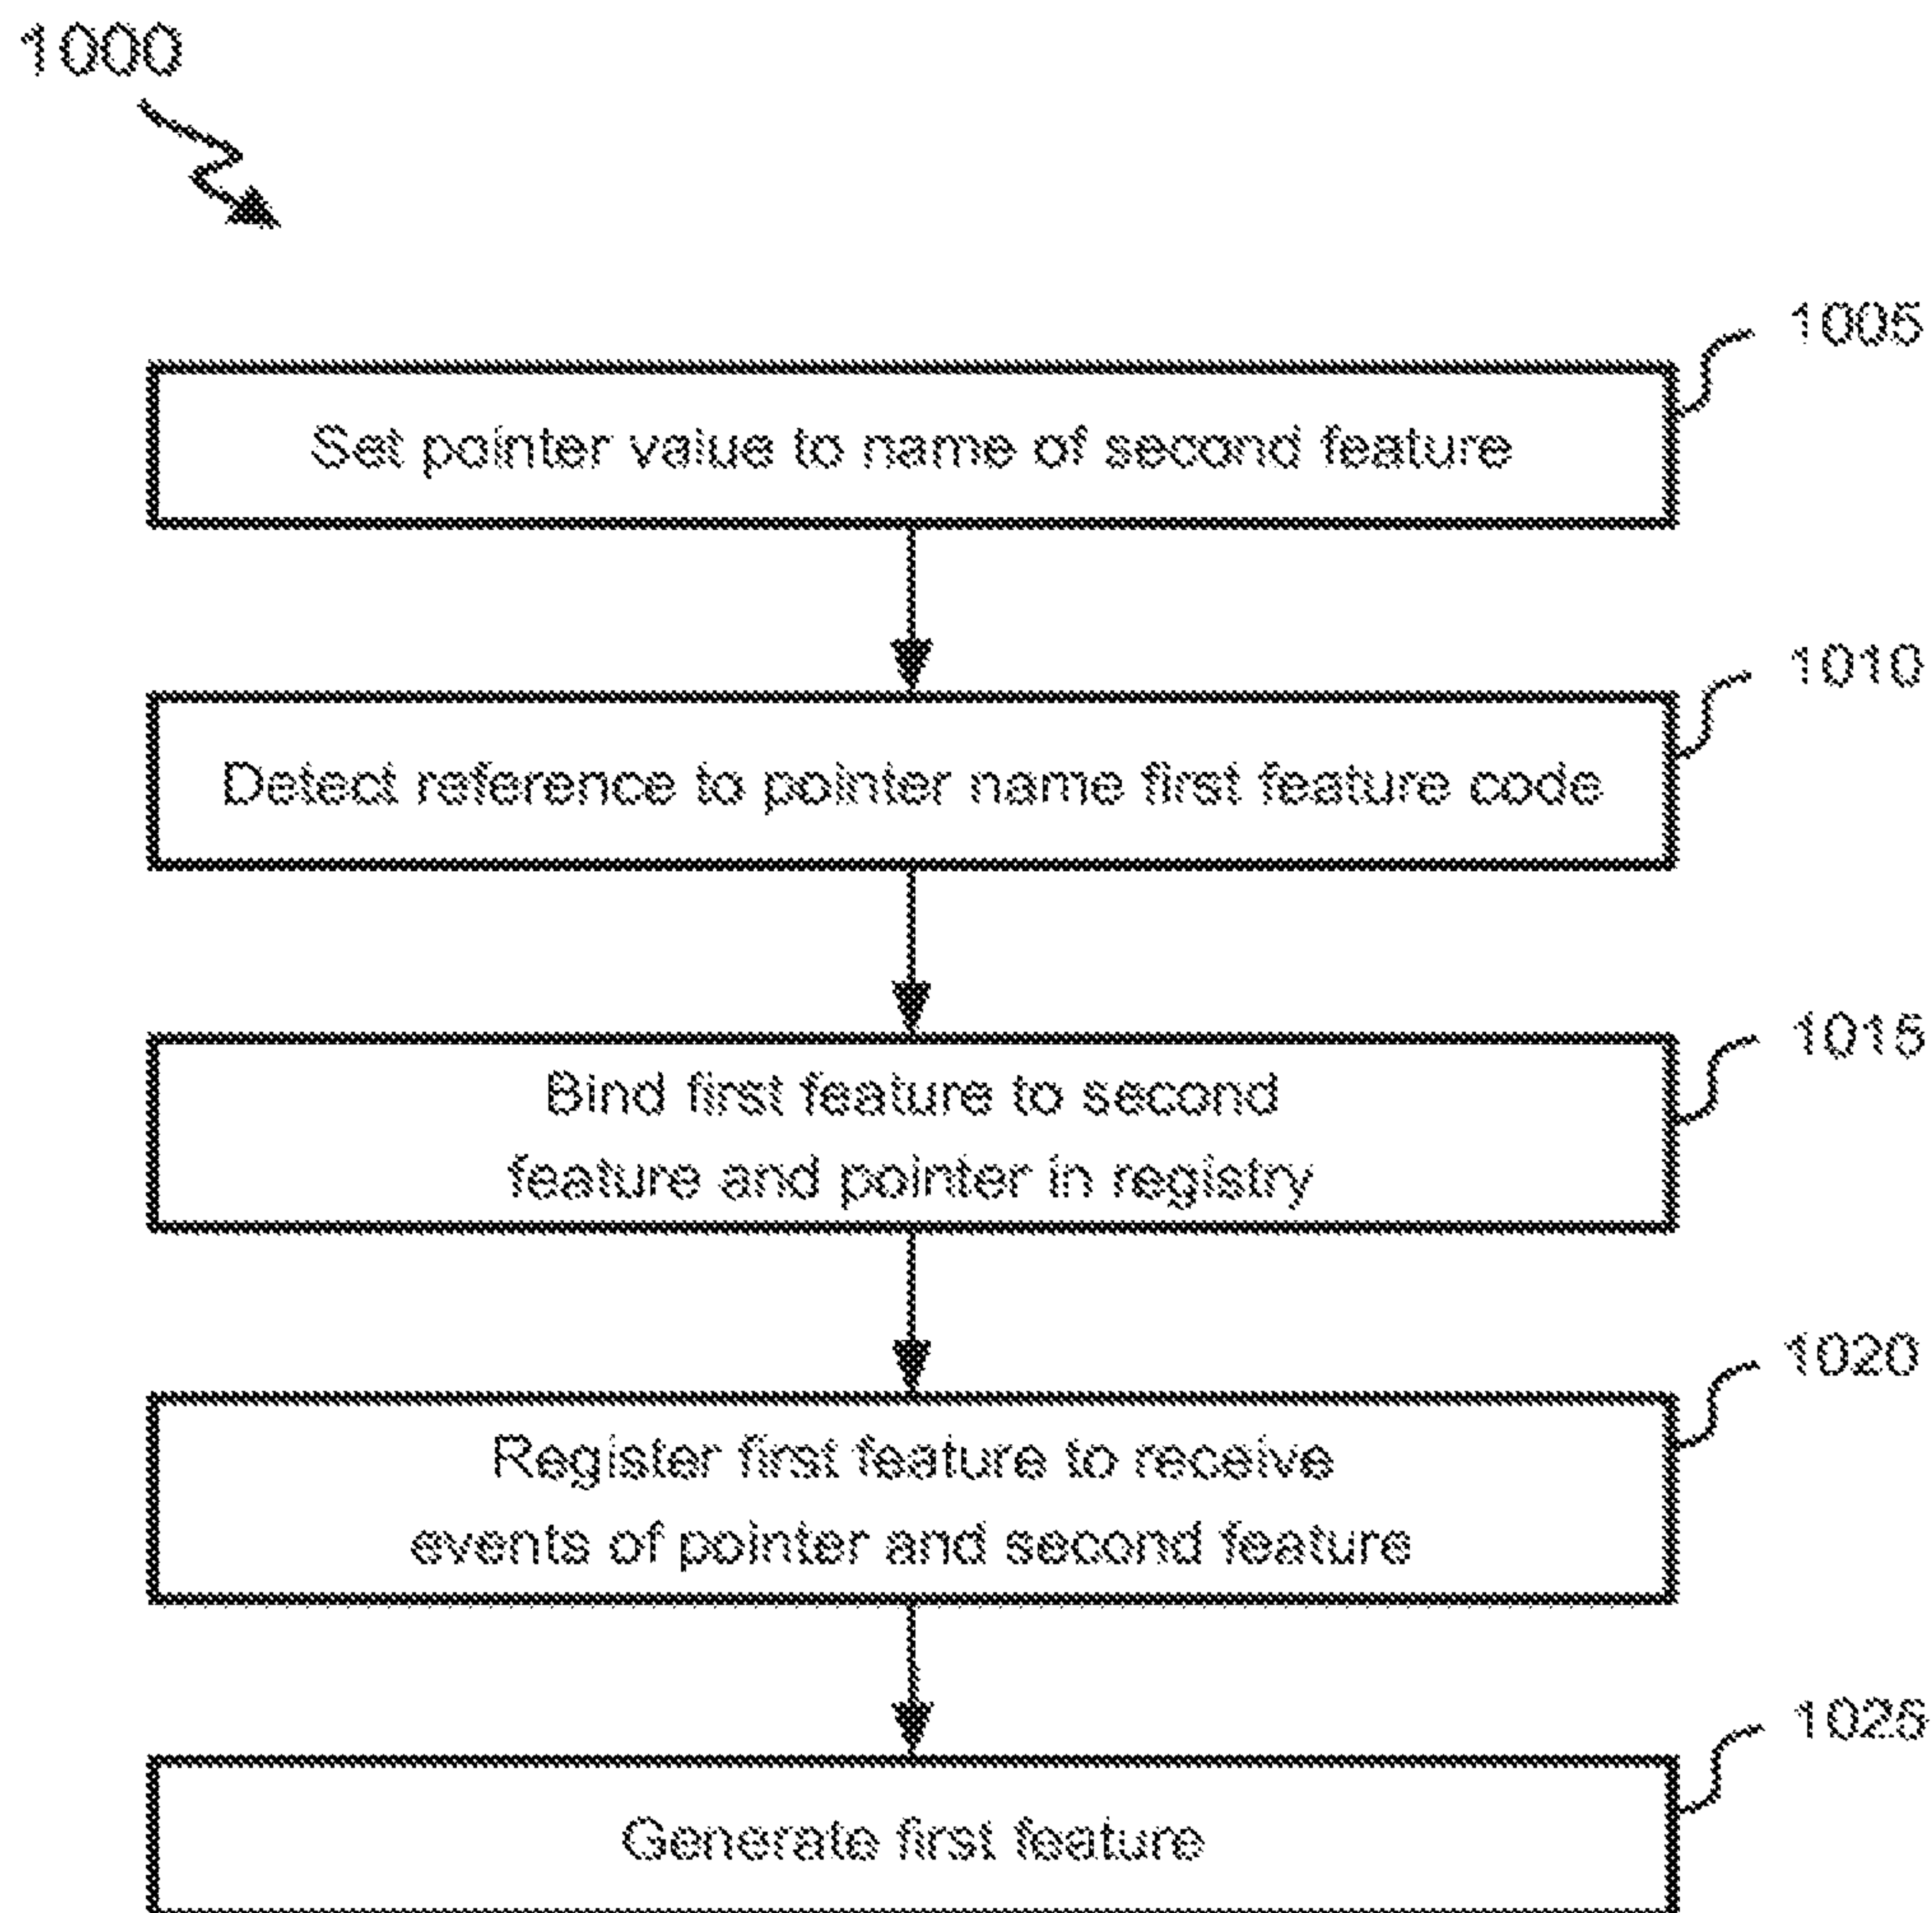 1000
1005
Set pointer value to name of second feature
1010
Detect reference to pointer name first feature code
1015
Bind first feature to second
feature and pointer in registry
1020
Register first feature to receive
events of pointer and second feature
1025
Generate first feature